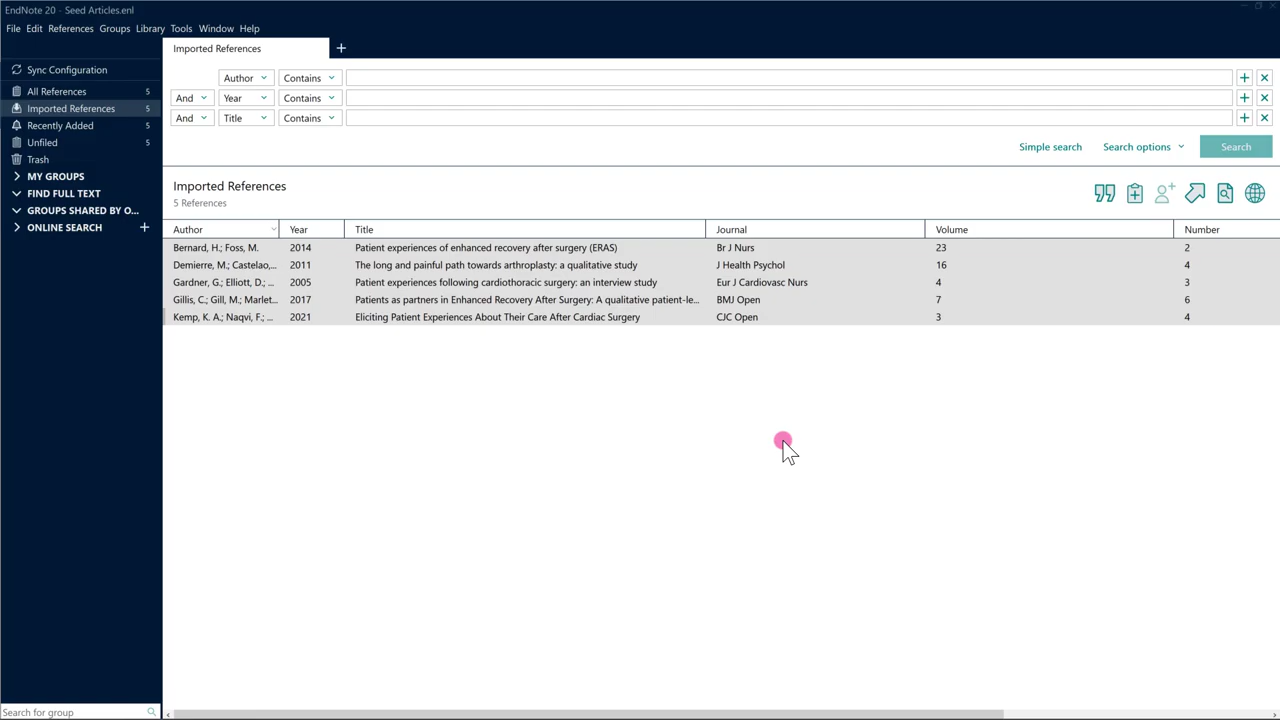 EndNote 20 - Seed Articles.enl
File Edit References Groups Library Tools Window Help
Imported References
Sync Configuration
All References 5
Imported References 5
Recently Added 5
Unfiled 5
Trash
MY GROUPS
FIND FULL TEXT
GROUPS SHARED BY O...
ONLINE SEARCH
Search for group
Author Contains
And Year Contains
And Title Contains
Simple search Search options Search
Imported References
5 References
Author Year Title Journal Volume Number
Bernard, H.; Foss, M. 2014 Patient experiences of enhanced recovery after surgery (ERAS) Br J Nurs 23 2
Demierre, M.; Castelao,... 2011 The long and painful path towards arthroplasty: a qualitative study J Health Psychol 16 4
Gardner, G.; Elliott, D.; ... 2005 Patient experiences following cardiothoracic surgery: an interview study Eur J Cardiovasc Nurs 4 3
Gillis, C.; Gill, M.; Marlet... 2017 Patients as partners in Enhanced Recovery After Surgery: A qualitative patient-le... BMJ Open 7 6
Kemp, K. A.; Naqvi, F.; ... 2021 Eliciting Patient Experiences About Their Care After Cardiac Surgery CJC Open 3 4